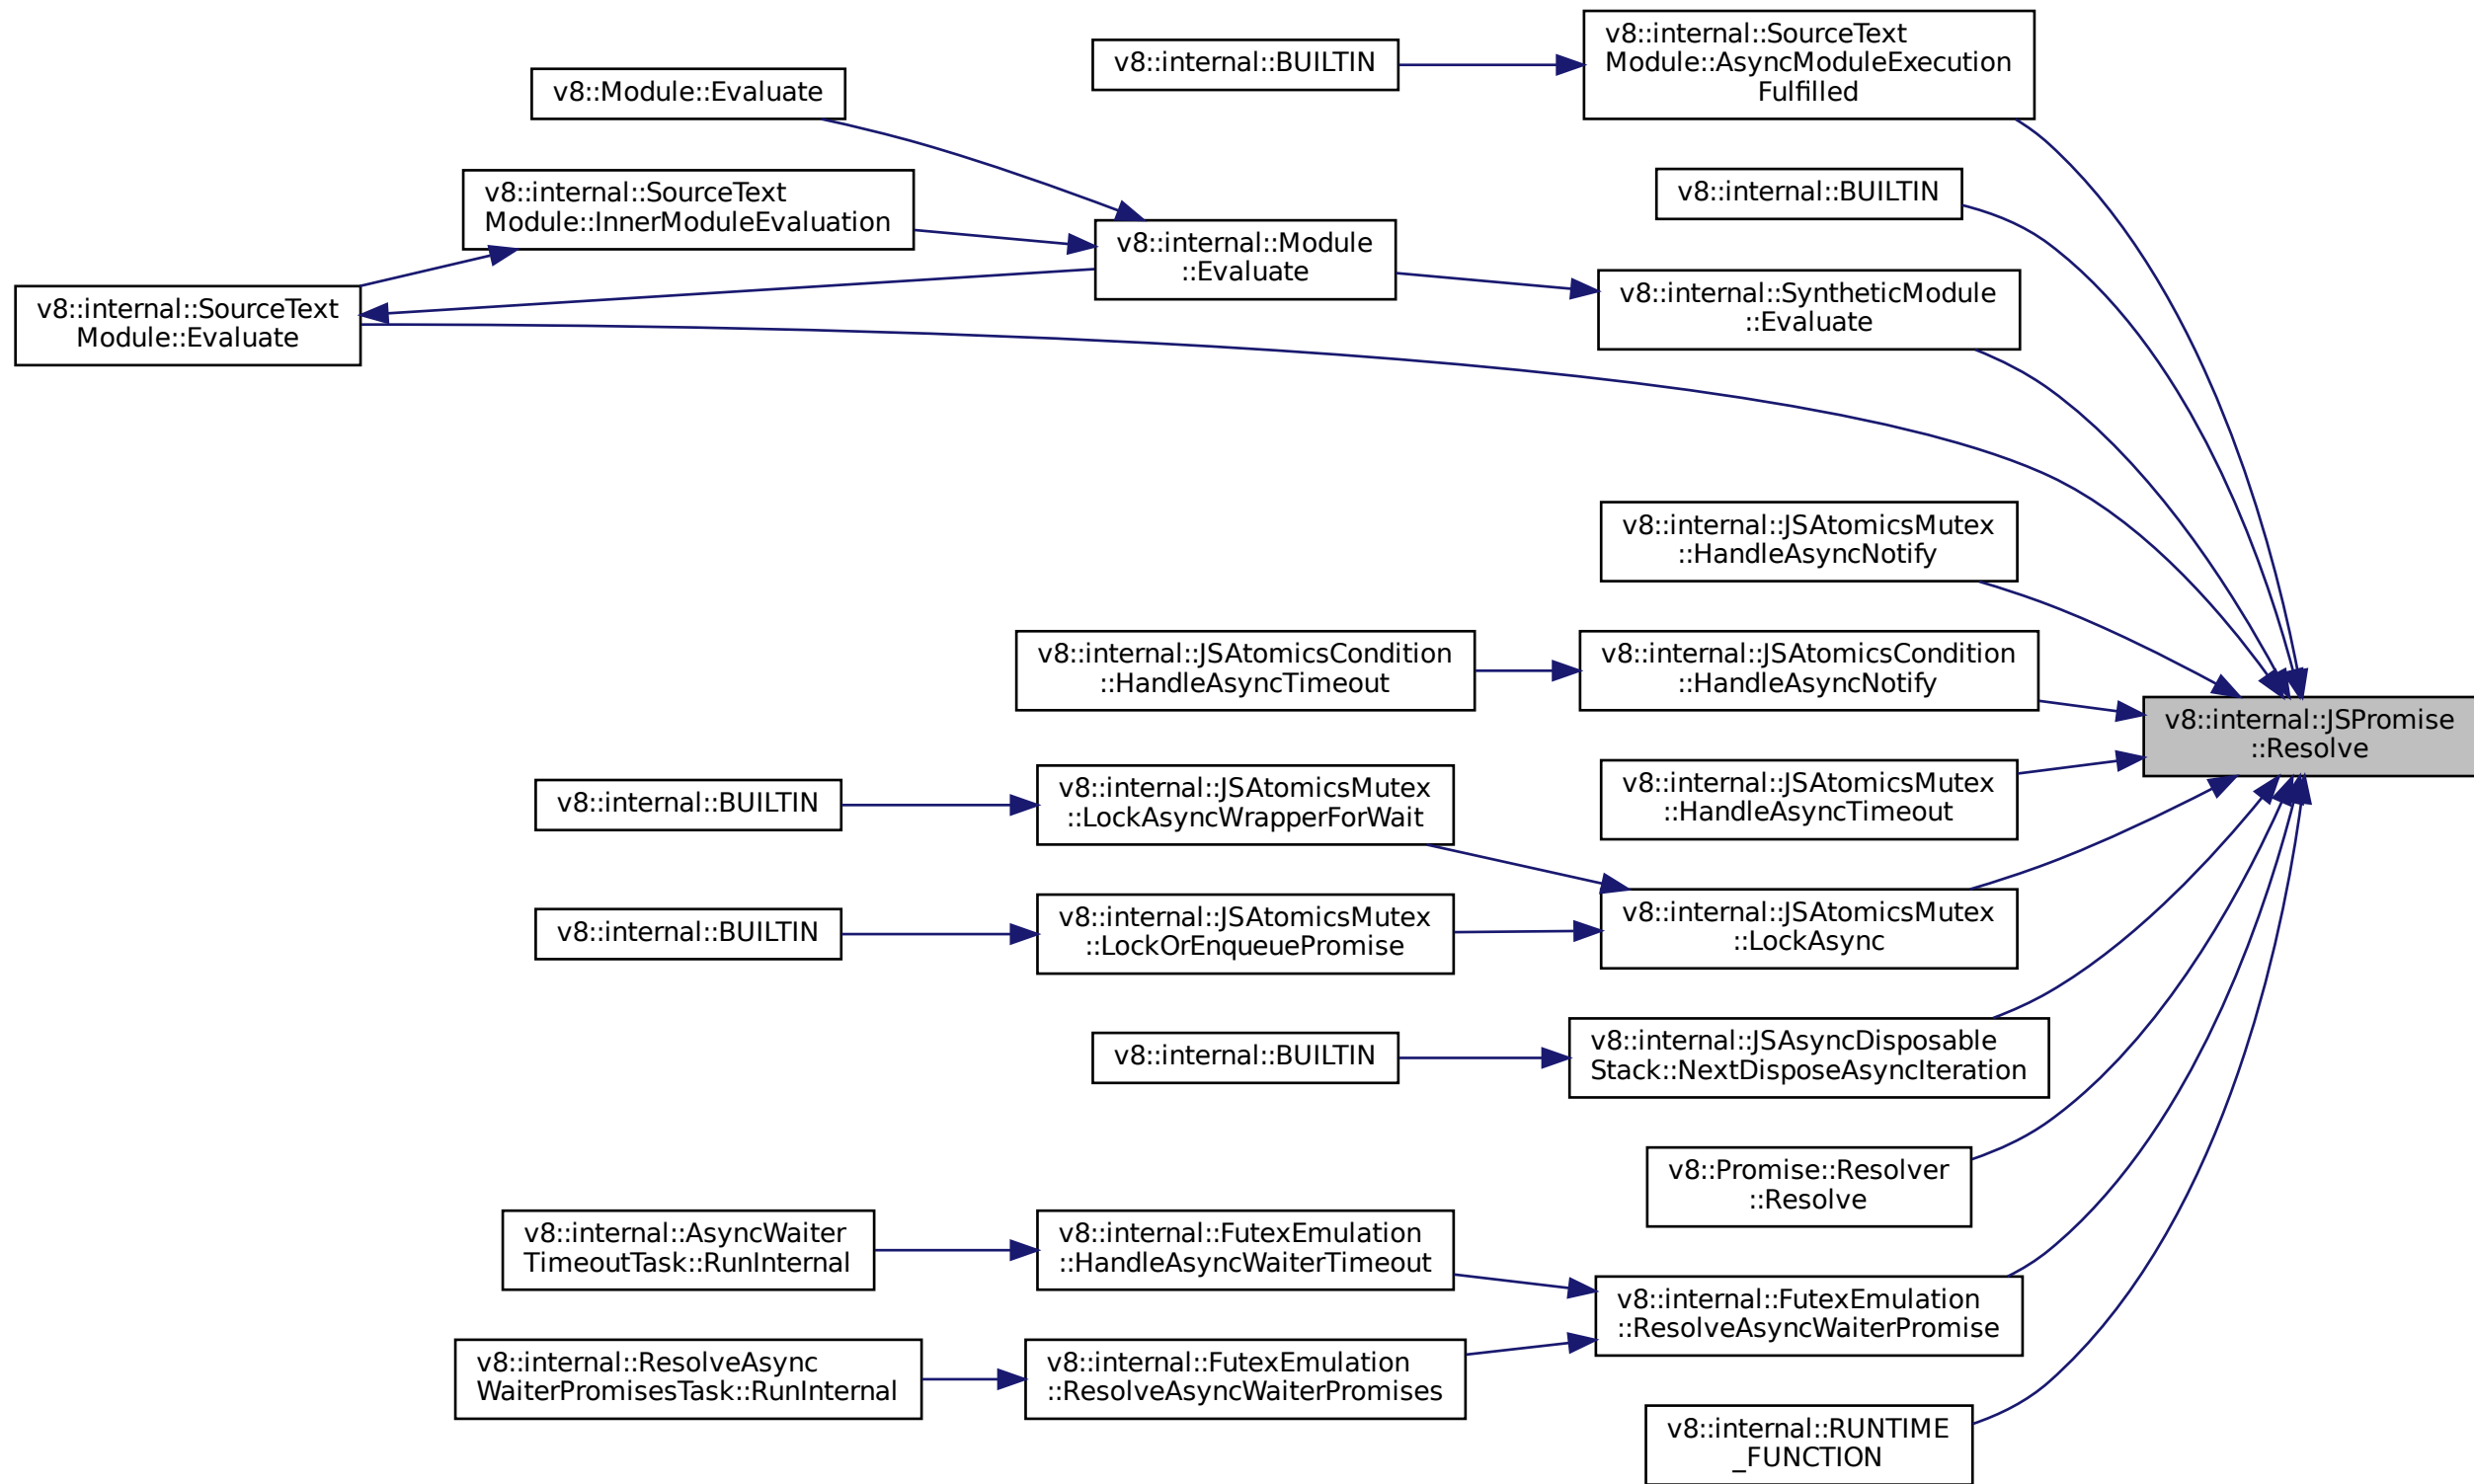 v8::internal::SourceText
Module::AsyncModuleExecution
Fulfilled
v8::internal::BUILTIN
v8::Module::Evaluate
v8::internal::SourceText
Module::InnerModuleEvaluation
v8::internal::BUILTIN
v8::internal::Module
::Evaluate
v8::internal::SyntheticModule
::Evaluate
v8::internal::SourceText
Module::Evaluate
v8::internal::JSAtomicsMutex
::HandleAsyncNotify
v8::internal::JSAtomicsCondition
::HandleAsyncTimeout
v8::internal::JSAtomicsCondition
::HandleAsyncNotify
v8::internal::JSPromise
::Resolve
v8::internal::JSAtomicsMutex
::HandleAsyncTimeout
v8::internal::BUILTIN
v8::internal::JSAtomicsMutex
::LockAsyncWrapperForWait
v8::internal::BUILTIN
v8::internal::JSAtomicsMutex
::LockOrEnqueuePromise
v8::internal::JSAtomicsMutex
::LockAsync
v8::internal::BUILTIN
v8::internal::JSAsyncDisposable
Stack::NextDisposeAsyncIteration
v8::Promise::Resolver
::Resolve
v8::internal::AsyncWaiter
TimeoutTask::RunInternal
v8::internal::FutexEmulation
::HandleAsyncWaiterTimeout
v8::internal::FutexEmulation
::ResolveAsyncWaiterPromise
v8::internal::ResolveAsync
WaiterPromisesTask::RunInternal
v8::internal::FutexEmulation
::ResolveAsyncWaiterPromises
v8::internal::RUNTIME
_FUNCTION